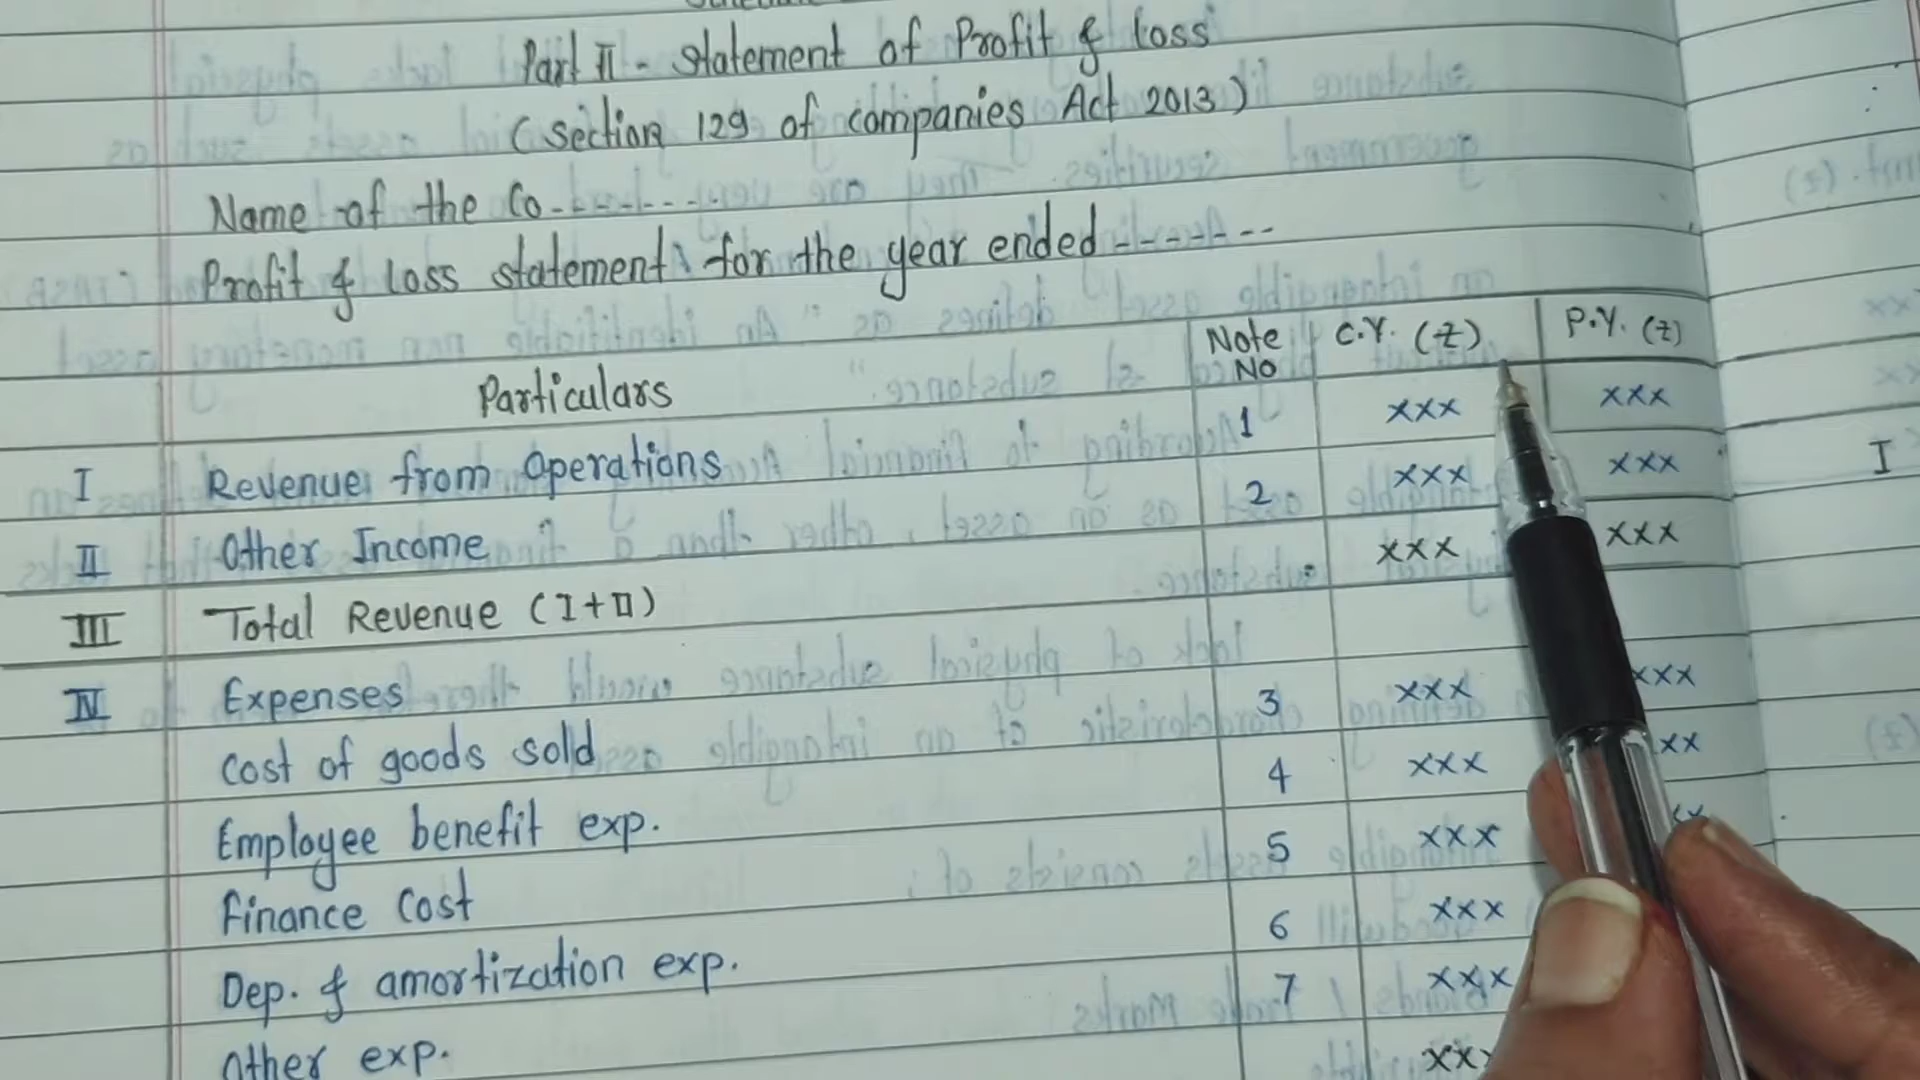 Part II - Statement of Profit & Loss
(Section 129 of companies Act 2013)
Name of the Co.---------
Profit & Loss statement for the year ended-------
Particulars Note No C.Y. (₹) P.Y. (₹)
I Revenue from Operations 1 xxx xxx
II Other Income 2 xxx xxx
III Total Revenue (I+II) xxx xxx
IV Expenses
Cost of goods sold 3 xxx xxx
Employee benefit exp. 4 xxx xx
Finance Cost 5 xxx
Dep. & amortization exp. 6 xxx
Other exp. 7 xxx
xxx
I